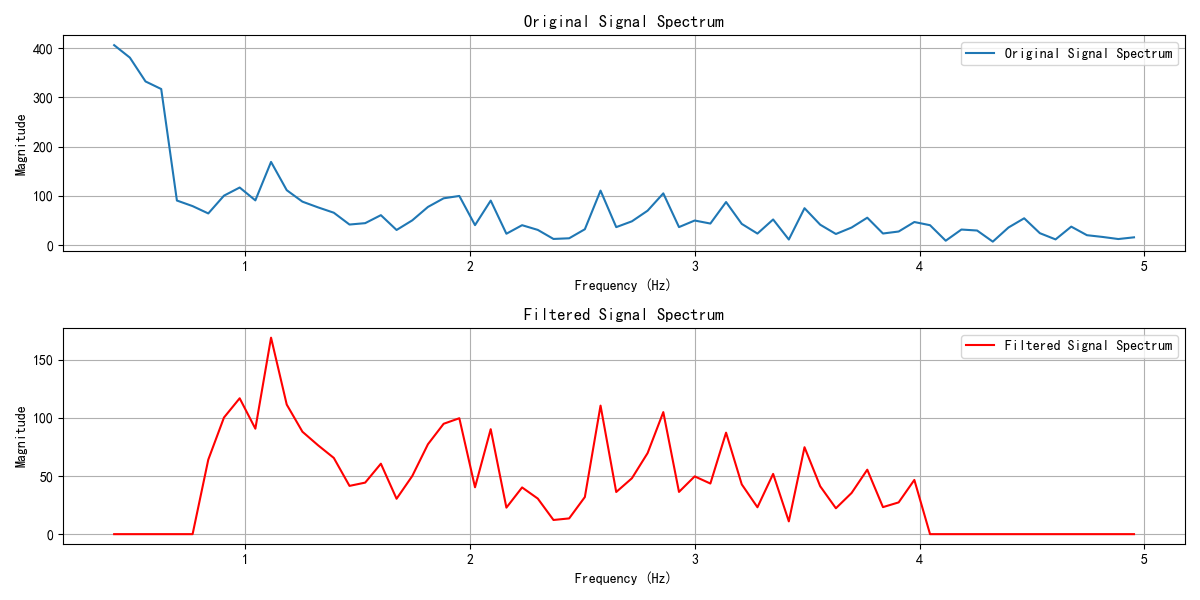 Original Signal Spectrum
400
300
200
100
0
Magnitude
Original Signal Spectrum
1 2 3 4 5
Frequency (Hz)
Filtered Signal Spectrum
150
100
50
0
Magnitude
Filtered Signal Spectrum
1 2 3 4 5
Frequency (Hz)